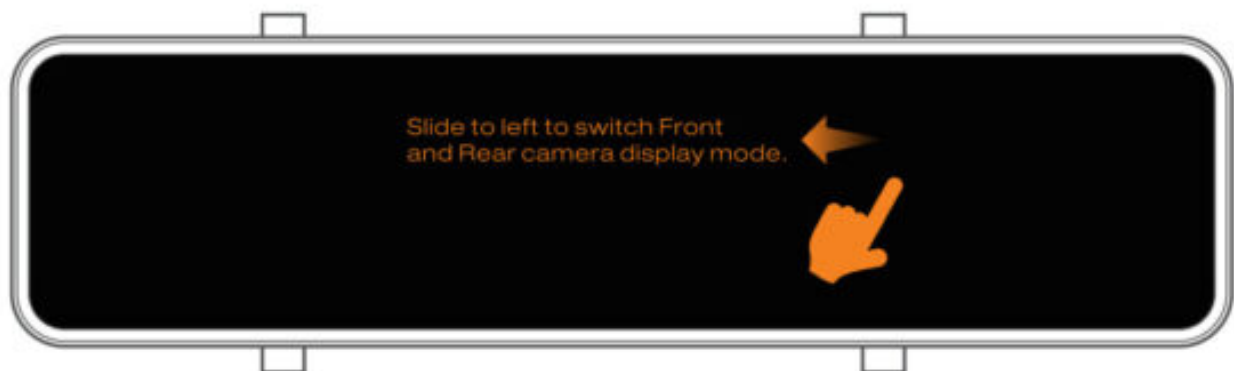 Slide to left to switch Front
and Rear camera display mode.